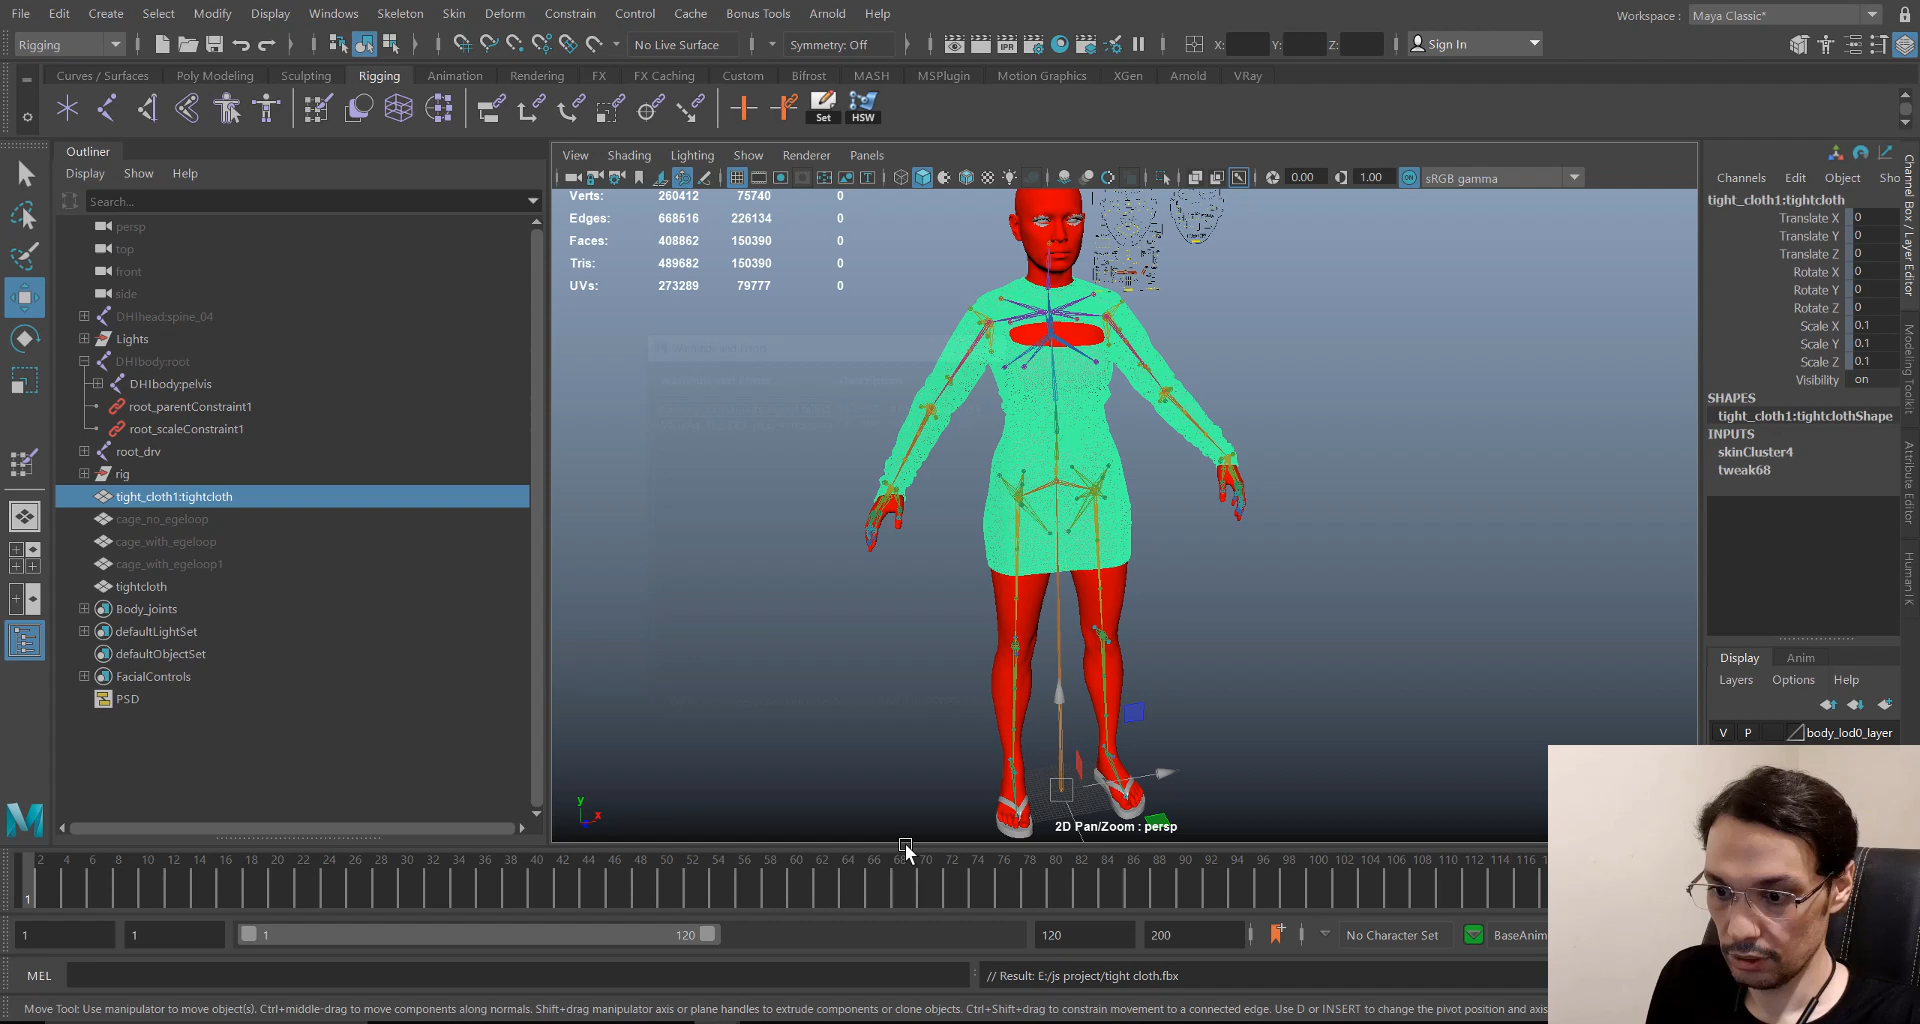 File Edit Create Select Modify Display Windows Skeleton Skin Deform Constrain Control Cache Bonus Tools Arnold Help
Workspace : Maya Classic*
Rigging
No Live Surface
Symmetry: Off
IPR
X:
Y:
Z:
Sign In
Curves / Surfaces Poly Modeling Sculpting Rigging Animation Rendering FX FX Caching Custom Bifrost MASH MSPlugin Motion Graphics XGen Arnold VRay
Set
HSW
Outliner
Display Show Help
Search...
persp
top
front
side
DHIhead:spine_04
Lights
DHIbody:root
DHIbody:pelvis
root_parentConstraint1
root_scaleConstraint1
root_drv
rig
tight_cloth1:tightcloth
cage_no_egeloop
cage_with_egeloop
cage_with_egeloop1
tightcloth
Body_joints
defaultLightSet
defaultObjectSet
FacialControls
PSD
View Shading Lighting Show Renderer Panels
0.00
1.00
ON
sRGB gamma
Verts: 260412 75740 0
Edges: 668516 226134 0
Faces: 408862 150390 0
Tris: 489682 150390 0
UVs: 273289 79777 0
y
x
2D Pan/Zoom : persp
Channels Edit Object Sho
tight_cloth1:tightcloth
Translate X 0
Translate Y 0
Translate Z 0
Rotate X 0
Rotate Y 0
Rotate Z 0
Scale X 0.1
Scale Y 0.1
Scale Z 0.1
Visibility on
SHAPES
tight_cloth1:tightclothShape
INPUTS
skinCluster4
tweak68
Channel Box / Layer Editor
Modeling Toolkit
Attribute Editor
Human IK
Display Anim
Layers Options Help
V P body_lod0_layer
2 4 6 8 10 12 14 16 18 20 22 24 26 28 30 32 34 36 38 40 42 44 46 48 50 52 54 56 58 60 62 64 66 68 70 72 74 76 78 80 82 84 86 88 90 92 94 96 98 100 102 104 106 108 110 112 114 116
1
1 1 1 120 120 200 No Character Set BaseAnim
MEL
// Result: E:/js project/tight cloth.fbx
Move Tool: Use manipulator to move object(s). Ctrl+middle-drag to move components along normals. Shift+drag manipulator axis or plane handles to extrude components or clone objects. Ctrl+Shift+drag to constrain movement to a connected edge. Use D or INSERT to change the pivot position and axis